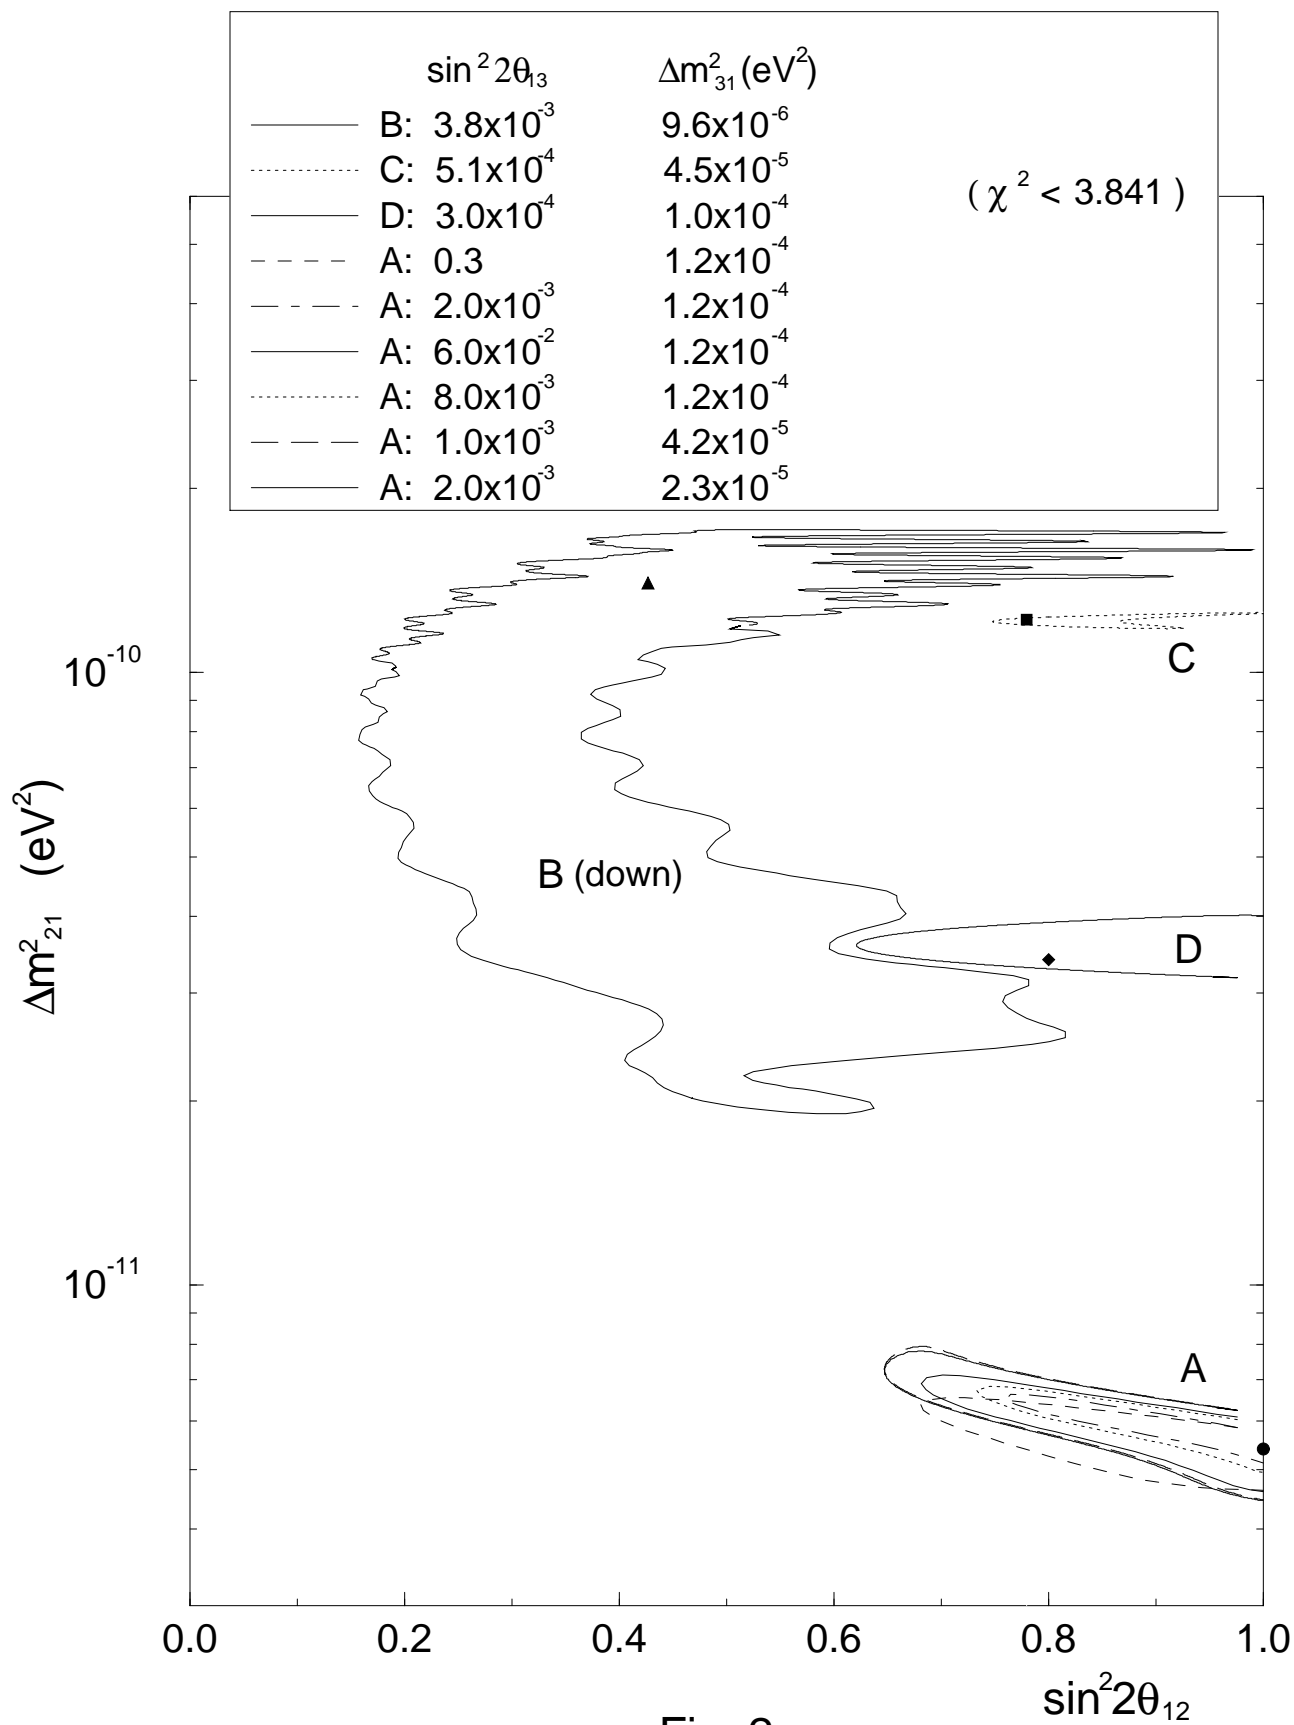 sin²2θ₁₃ Δm²₃₁(eV²)
B: 3.8x10⁻³ 9.6x10⁻⁶
C: 5.1x10⁻⁴ 4.5x10⁻⁵
D: 3.0x10⁻⁴ 1.0x10⁻⁴
A: 0.3 1.2x10⁻⁴
A: 2.0x10⁻³ 1.2x10⁻⁴
A: 6.0x10⁻² 1.2x10⁻⁴
A: 8.0x10⁻³ 1.2x10⁻⁴
A: 1.0x10⁻³ 4.2x10⁻⁵
A: 2.0x10⁻³ 2.3x10⁻⁵
( χ² < 3.841 )
C
10⁻¹⁰
Δm²₂₁ (eV²)
B (down)
D
10⁻¹¹
A
0.0 0.2 0.4 0.6 0.8 1.0
sin²2θ₁₂